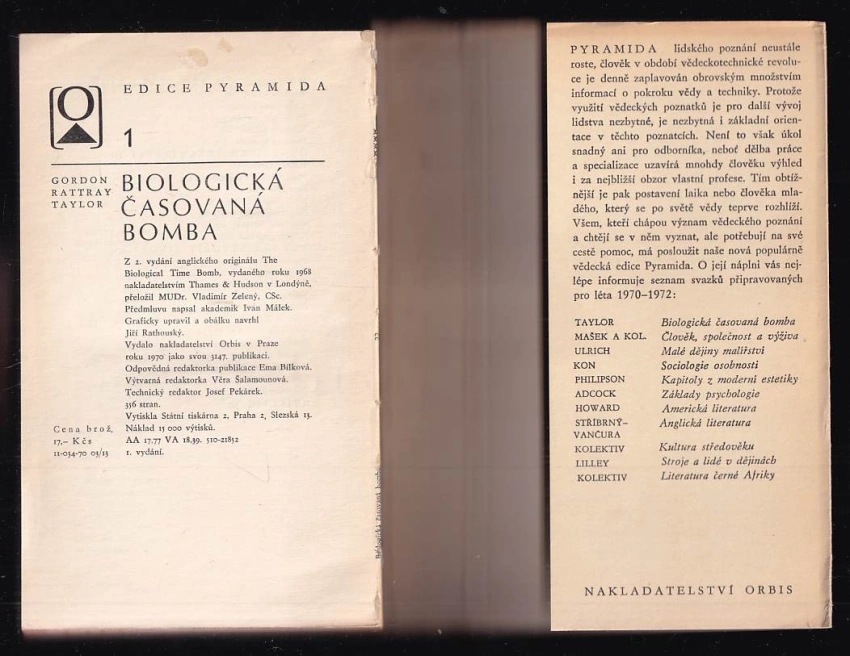 EDICE PYRAMIDA
1
GORDON
RATTRAY
TAYLOR
BIOLOGICKÁ
ČASOVANÁ
BOMBA
Z 2. vydání anglického originálu The
Biological Time Bomb, vydaného roku 1968
nakladatelstvím Thames & Hudson v Londýně,
přeložil MUDr. Vladimír Zelený, CSc.
Předmluvu napsal akademik Ivan Málek.
Graficky upravil a obálku navrhl
Jiří Rathouský.
Vydalo nakladatelství Orbis v Praze
roku 1970 jako svou 3147. publikaci.
Odpovědná redaktorka publikace Ema Bílková.
Výtvarná redaktorka Věra Šalamounová.
Technický redaktor Josef Pekárek.
356 stran.
Vytiskla Státní tiskárna 2, Praha 2, Slezská 13.
Náklad 15 000 výtisků.
AA 17.77 VA 18,39. 510-21852
1. vydání.
Cena brož.
17,– Kčs
11-034-70 03/13
Biologická časovaná bomba
PYRAMIDA lidského poznání neustále
roste, člověk v období vědeckotechnické revolu-
ce je denně zaplavován obrovským množstvím
informací o pokroku vědy a techniky. Protože
využití vědeckých poznatků je pro další vývoj
lidstva nezbytné, je nezbytná i základní orien-
tace v těchto poznatcích. Není to však úkol
snadný ani pro odborníka, neboť dělba práce
a specializace uzavírá mnohdy člověku výhled
i za nejbližší obzor vlastní profese. Tím obtíž-
nější je pak postavení laika nebo člověka mla-
dého, který se po světě vědy teprve rozhlíží.
Všem, kteří chápou význam vědeckého poznání
a chtějí se v něm vyznat, ale potřebují na své
cestě pomoc, má posloužit naše nová populárně
vědecká edice Pyramida. O její náplni vás nej-
lépe informuje seznam svazků připravovaných
pro léta 1970–1972:
TAYLOR Biologická časovaná bomba
MAŠEK A KOL. Člověk, společnost a výživa
ULRICH Malé dějiny malířství
KON Sociologie osobnosti
PHILIPSON Kapitoly z moderní estetiky
ADCOCK Základy psychologie
HOWARD Americká literatura
STŘÍBRNÝ- Anglická literatura
VANČURA
KOLEKTIV Kultura středověku
LILLEY Stroje a lidé v dějinách
KOLEKTIV Literatura černé Afriky
NAKLADATELSTVÍ ORBIS